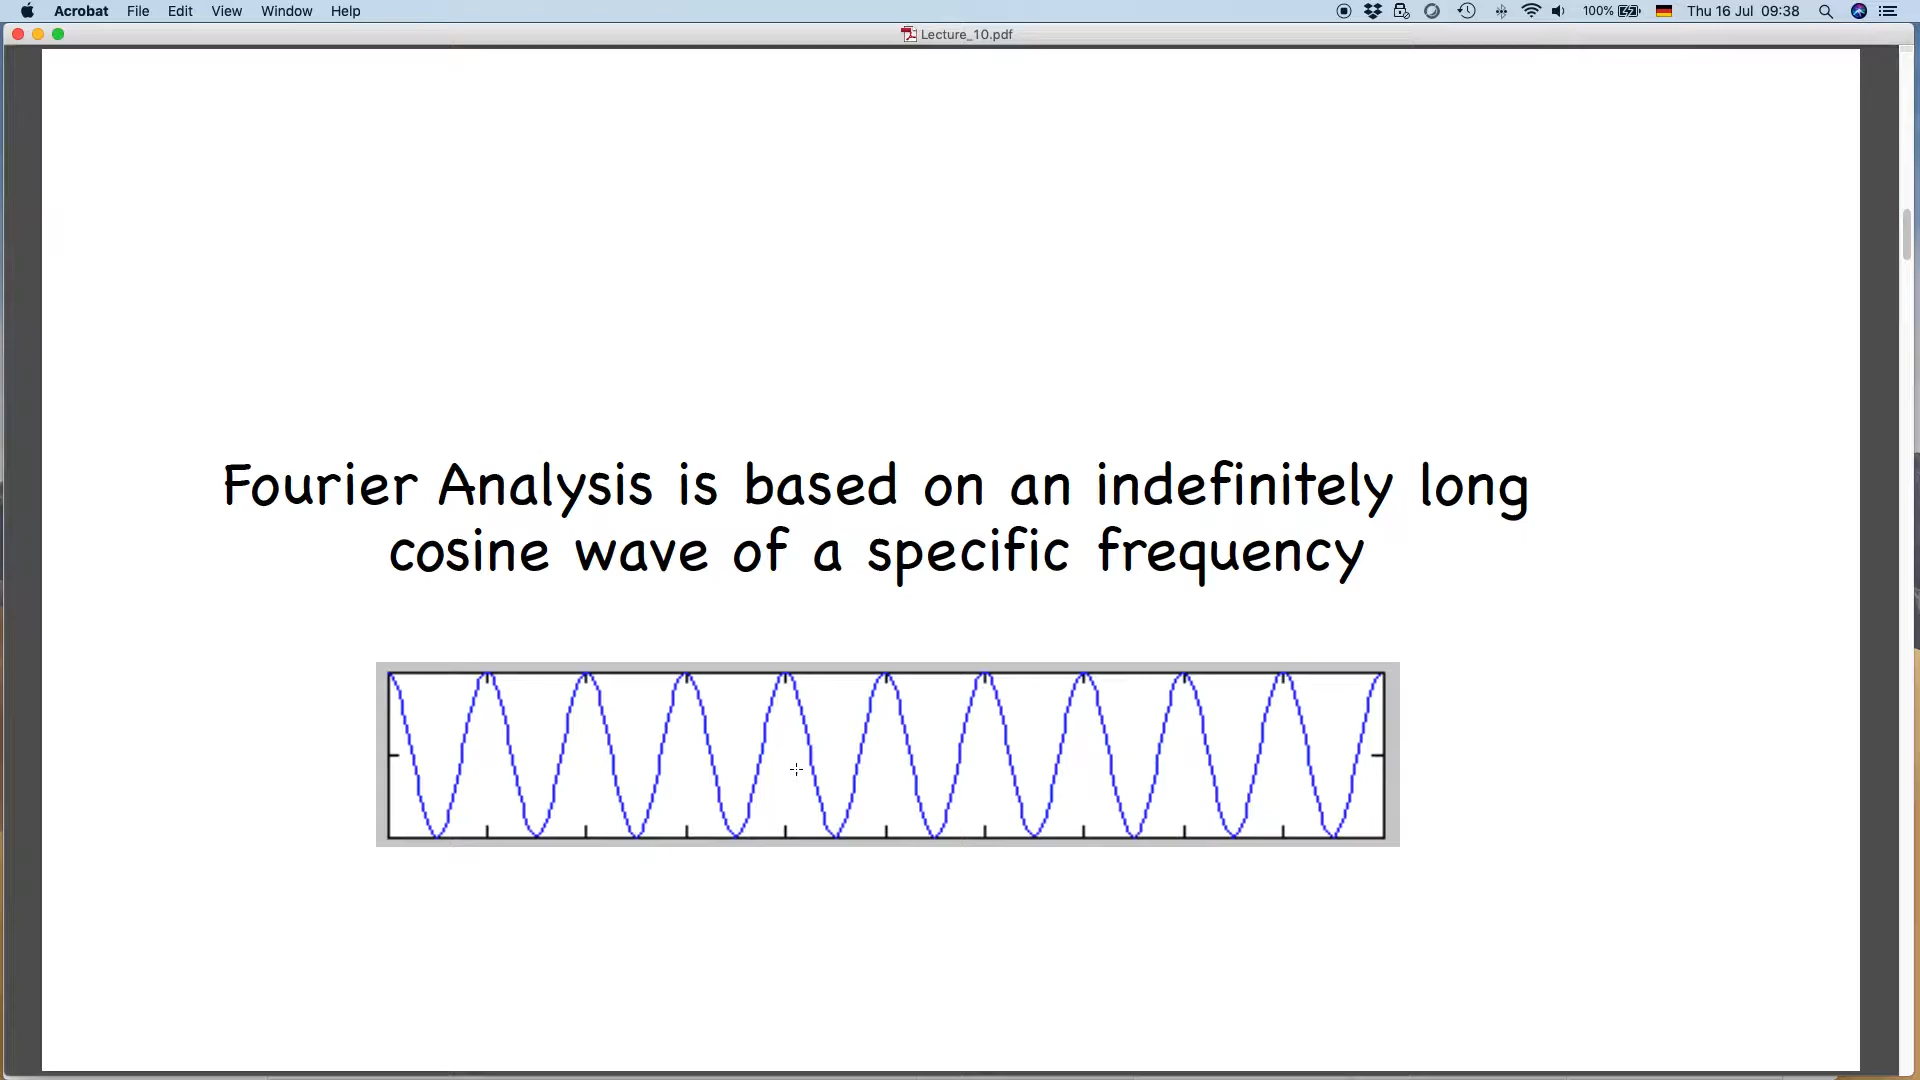 Acrobat File Edit View Window Help 100% Thu 16 Jul 09:38
Lecture_10.pdf
Fourier Analysis is based on an indefinitely long
cosine wave of a specific frequency